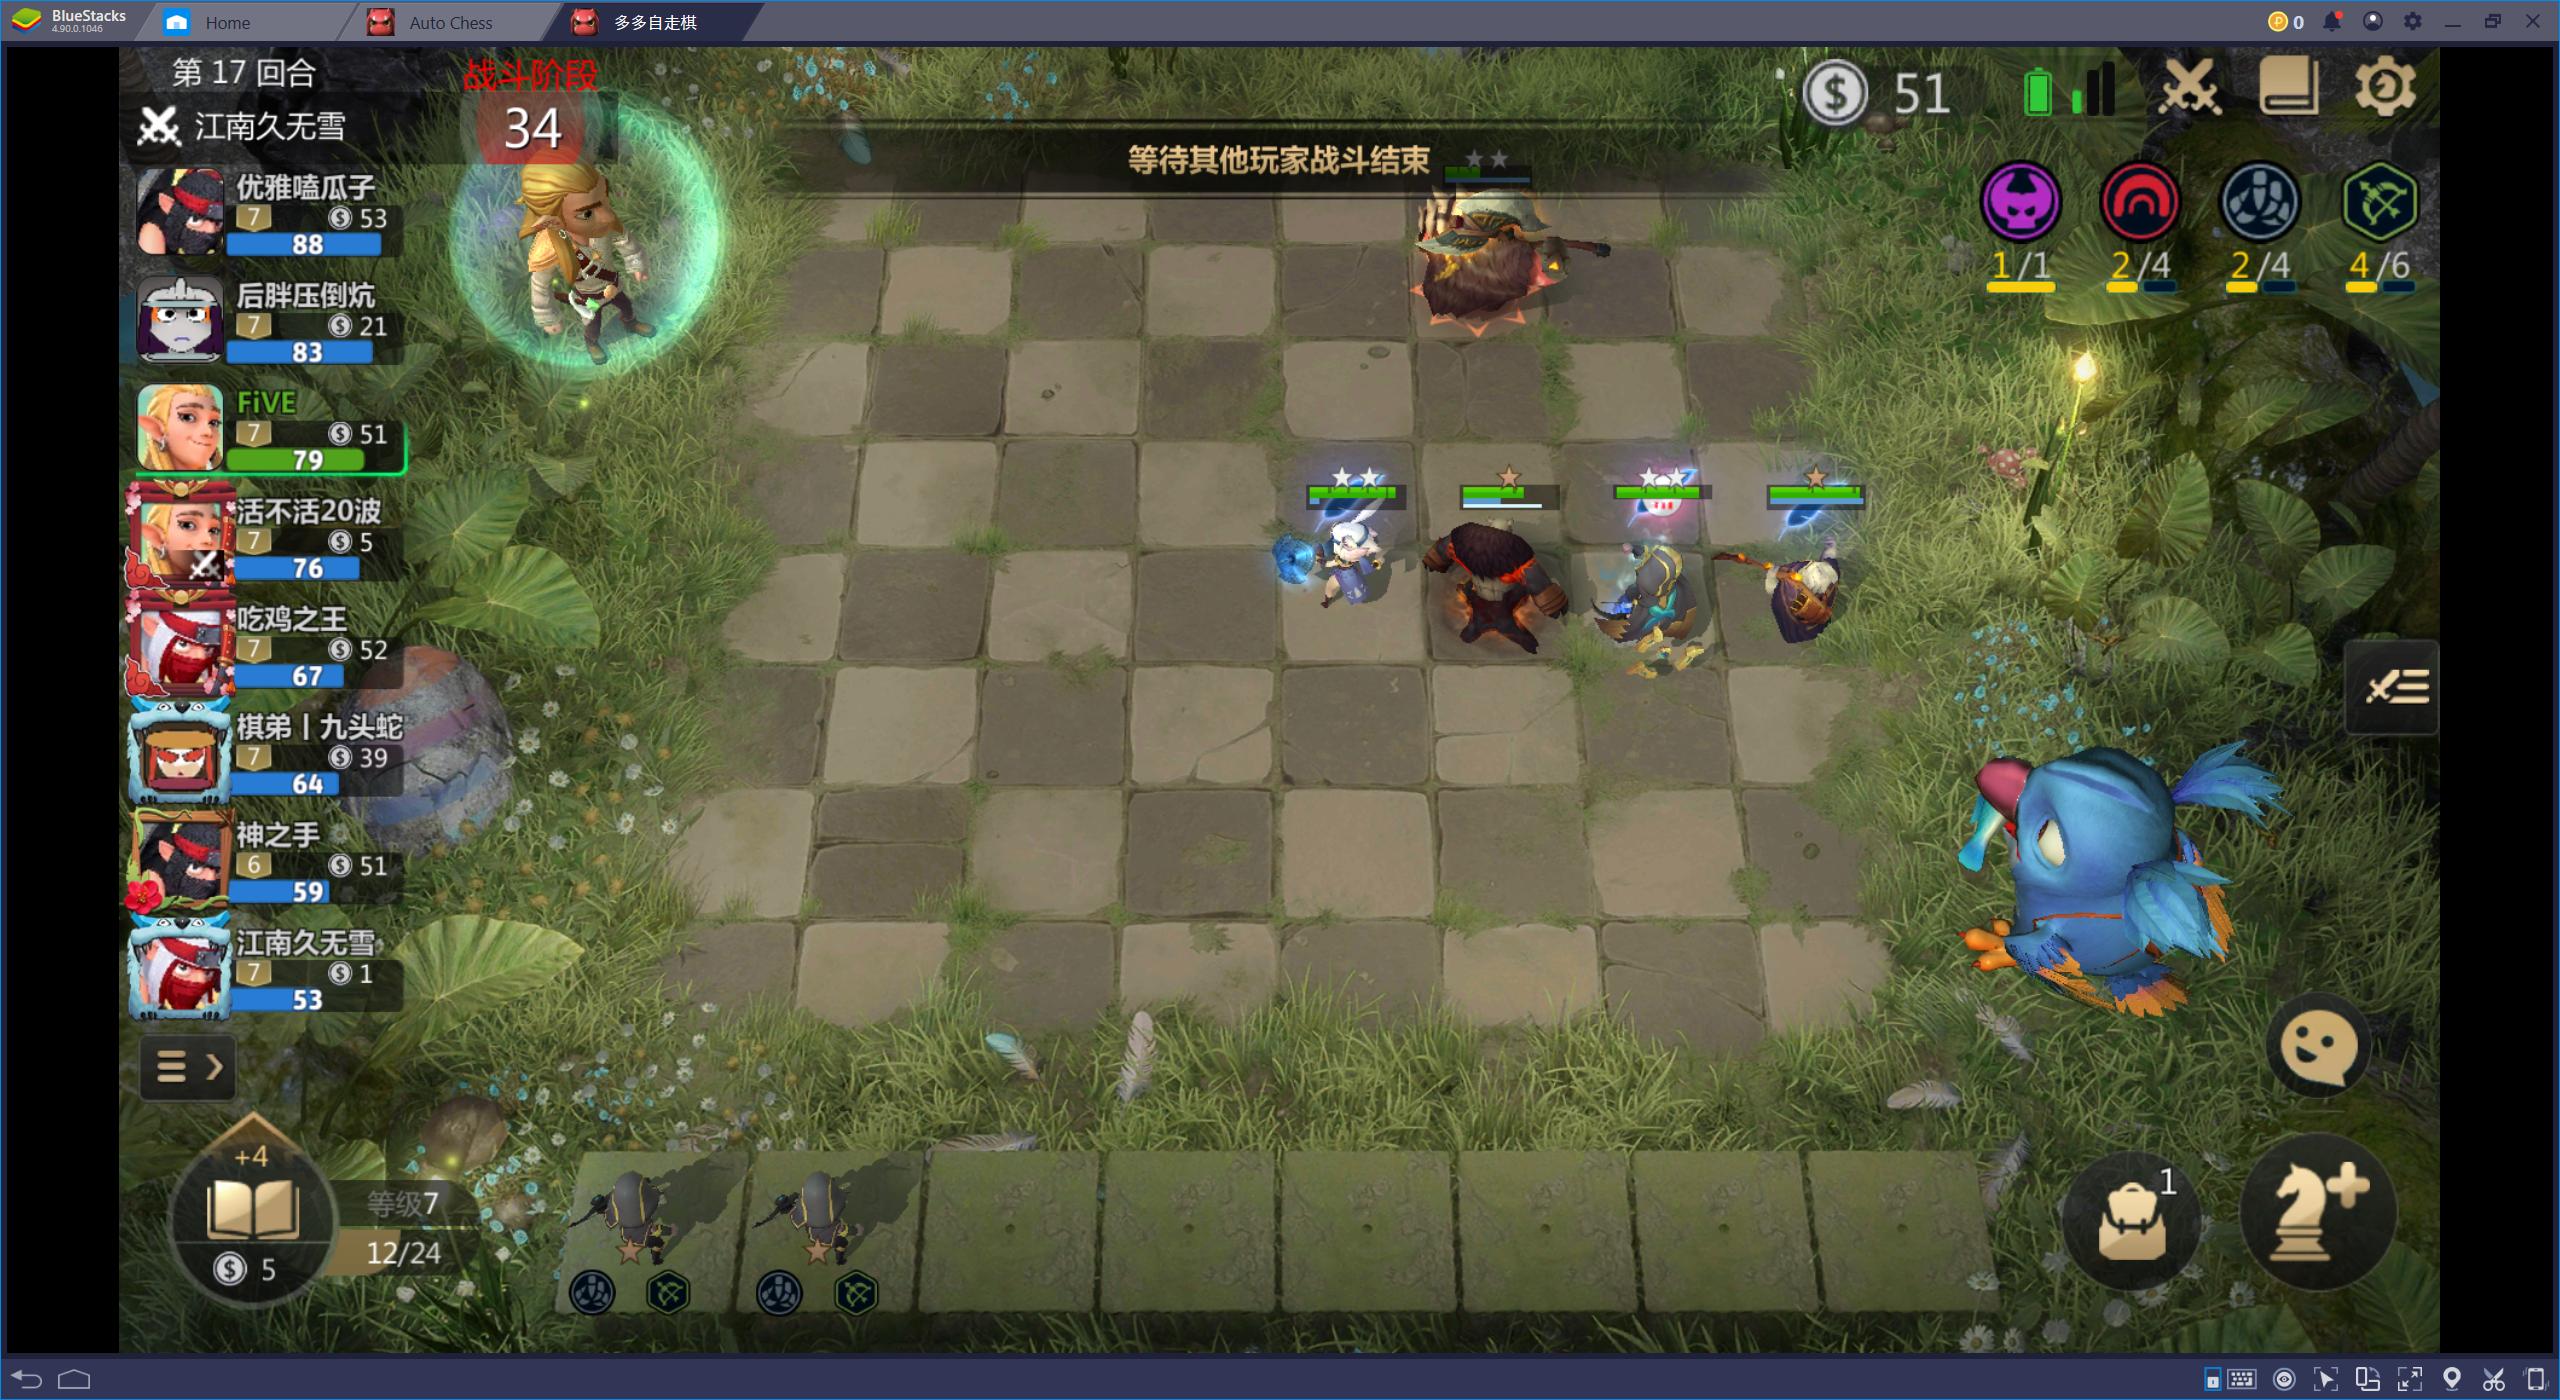 BlueStacks
4.90.0.1046
Home
Auto Chess
多多自走棋
0
第 17 回合
战斗阶段
江南久无雪
34
等待其他玩家战斗结束
51
1/1
2/4
2/4
4/6
优雅嗑瓜子
7
53
88
后胖压倒炕
7
21
83
FiVE
7
51
79
活不活20波
7
5
76
吃鸡之王
7
52
67
棋弟丨九头蛇
7
39
64
神之手
6
51
59
江南久无雪
7
1
53
+4
等级7
12/24
5
1